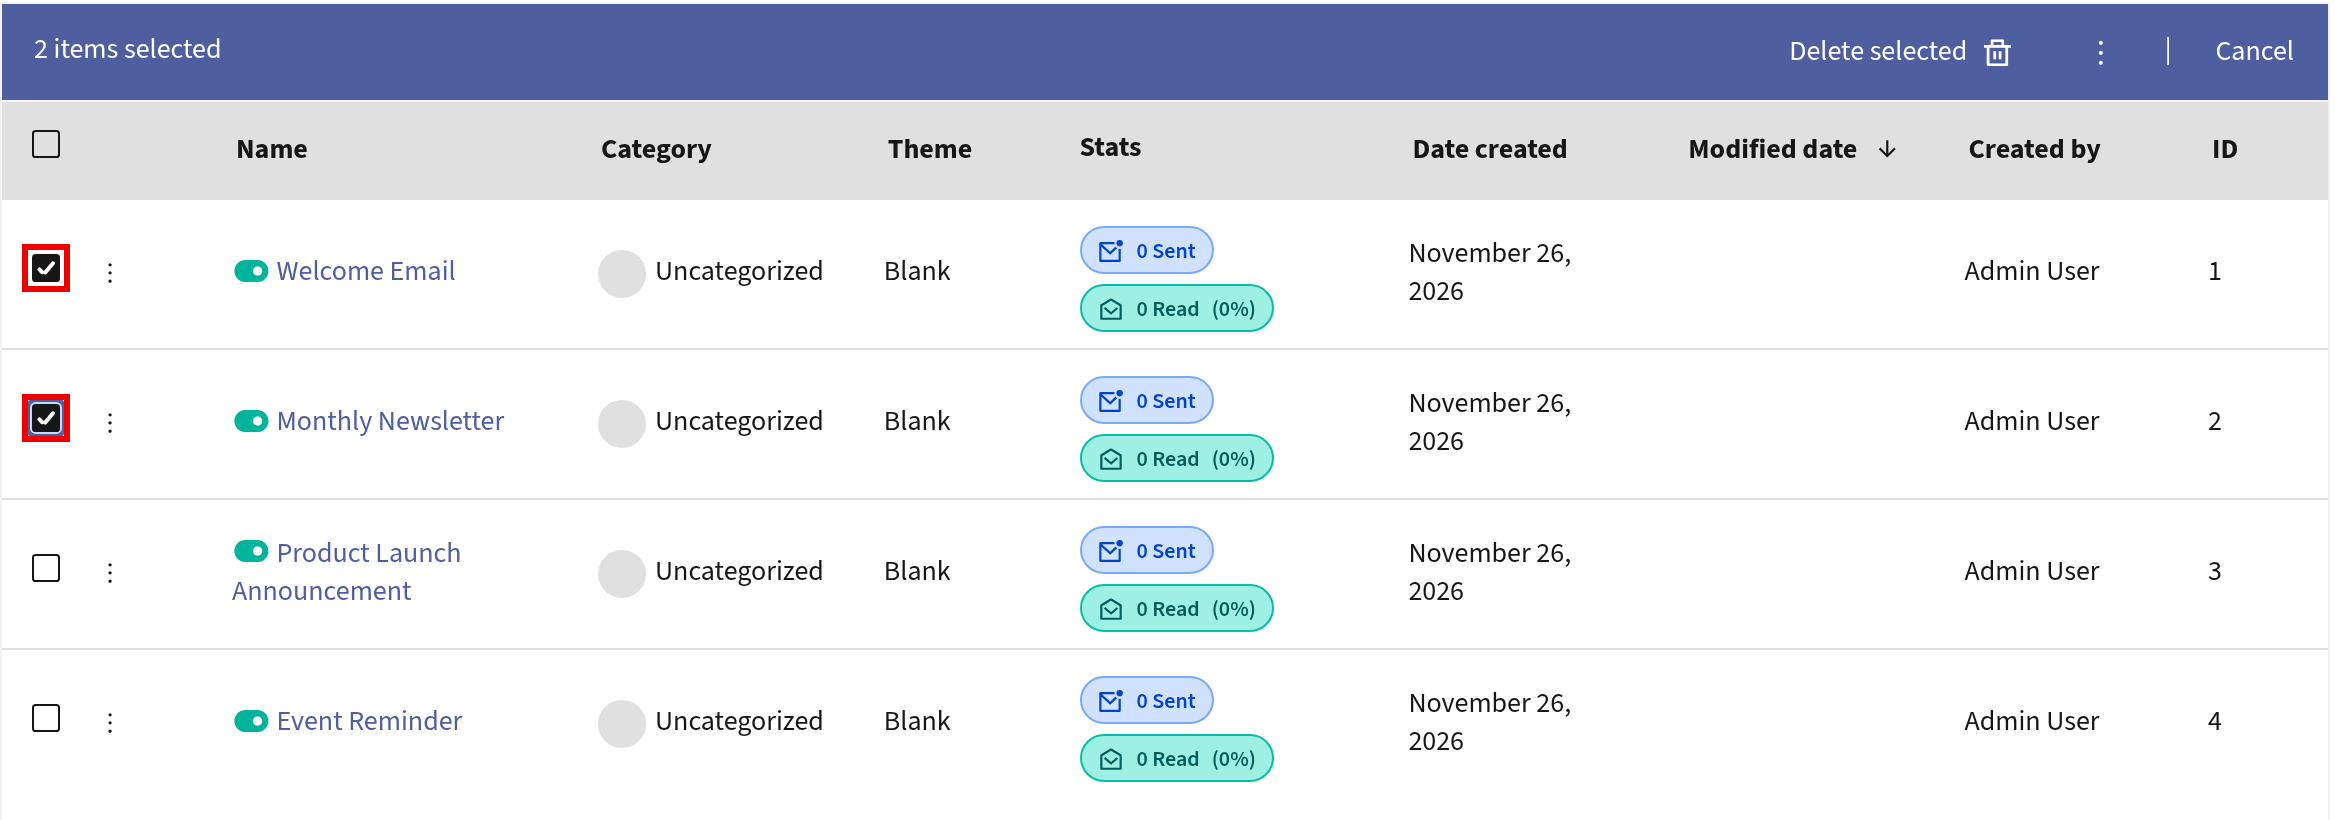 2 items selected Delete selected | Cancel
Name Category Theme Stats Date created Modified date ↓ Created by ID
Welcome Email Uncategorized Blank 0 Sent November 26, Admin User 1
0 Read (0%) 2026
Monthly Newsletter Uncategorized Blank 0 Sent November 26, Admin User 2
0 Read (0%) 2026
Product Launch Uncategorized Blank 0 Sent November 26, Admin User 3
Announcement 0 Read (0%) 2026
Event Reminder Uncategorized Blank 0 Sent November 26, Admin User 4
0 Read (0%) 2026